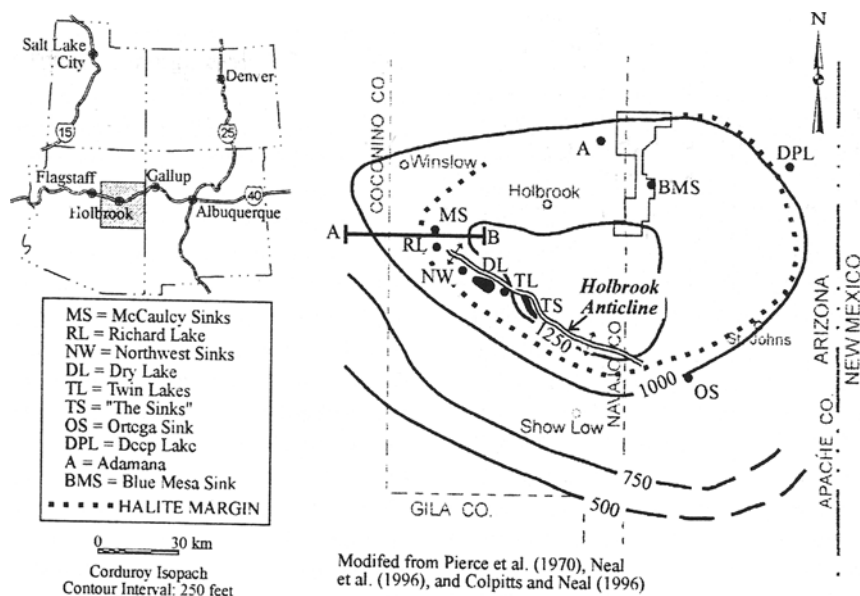 Salt Lake
City
Denver
15
25
Flagstaff
Gallup
40
Holbrook
Albuquerque
MS = McCauley Sinks
RL = Richard Lake
NW = Northwest Sinks
DL = Dry Lake
TL = Twin Lakes
TS = "The Sinks"
OS = Ortega Sink
DPL = Deep Lake
A = Adamana
BMS = Blue Mesa Sink
HALITE MARGIN
0 30 km
Corduroy Isopach
Contour Interval: 250 feet
N
COCONINO CO.
Winslow
A
DPL
Holbrook
BMS
A
MS
B
RL
NW
DL
TL
TS
Holbrook
Anticline
1250
St. Johns
NAVAJO CO.
1000
OS
Show Low
750
500
GILA CO.
APACHE CO.
ARIZONA
NEW MEXICO
Modifed from Pierce et al. (1970), Neal
et al. (1996), and Colpitts and Neal (1996)